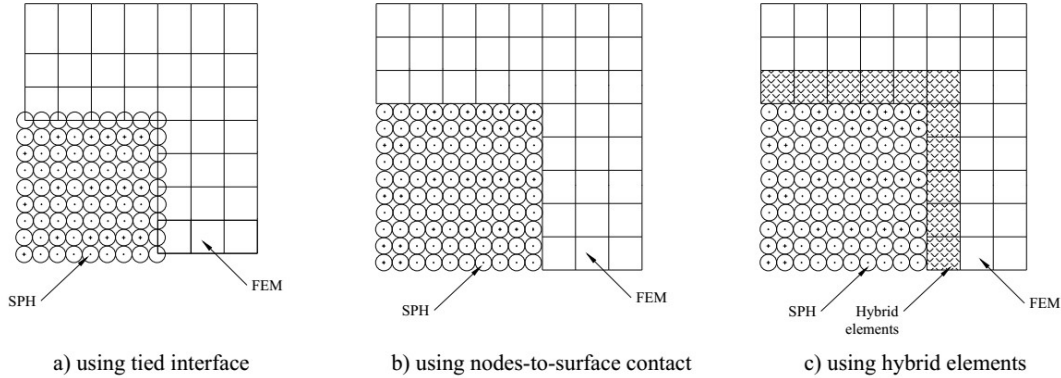 SPH
FEM
a) using tied interface
SPH
FEM
b) using nodes-to-surface contact
SPH
Hybrid
elements
FEM
c) using hybrid elements